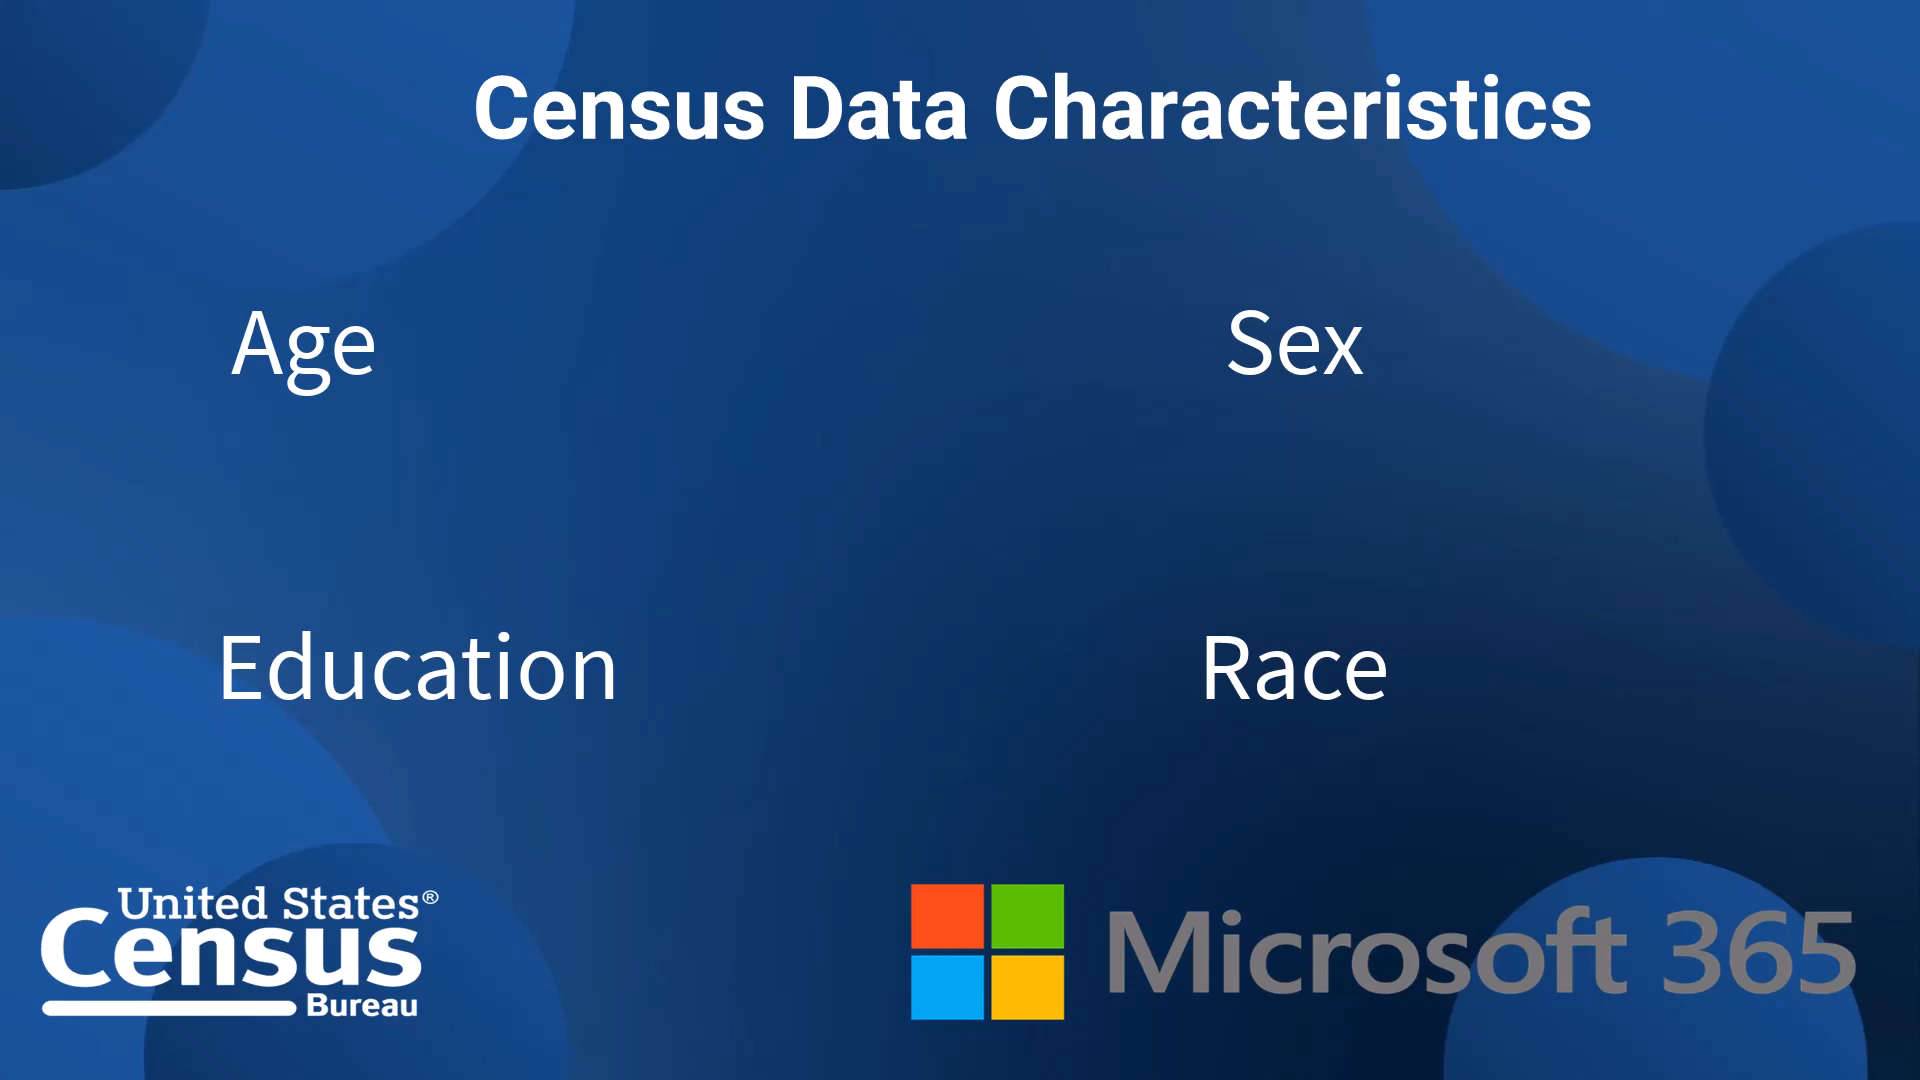 Census Data Characteristics
Age
Sex
Education
Race
United States®
Census
Bureau
Microsoft 365